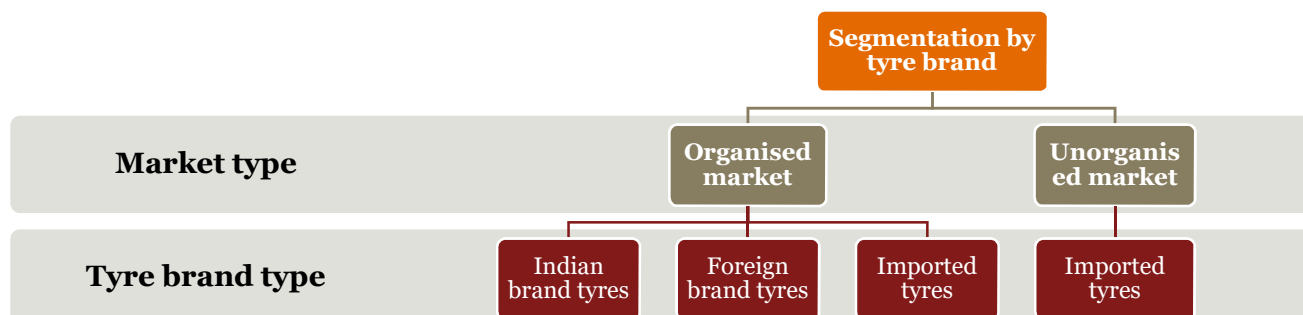 Segmentation by
tyre brand
Market type
Organised
market
Unorganis
ed market
Tyre brand type
Indian
brand tyres
Foreign
brand tyres
Imported
tyres
Imported
tyres